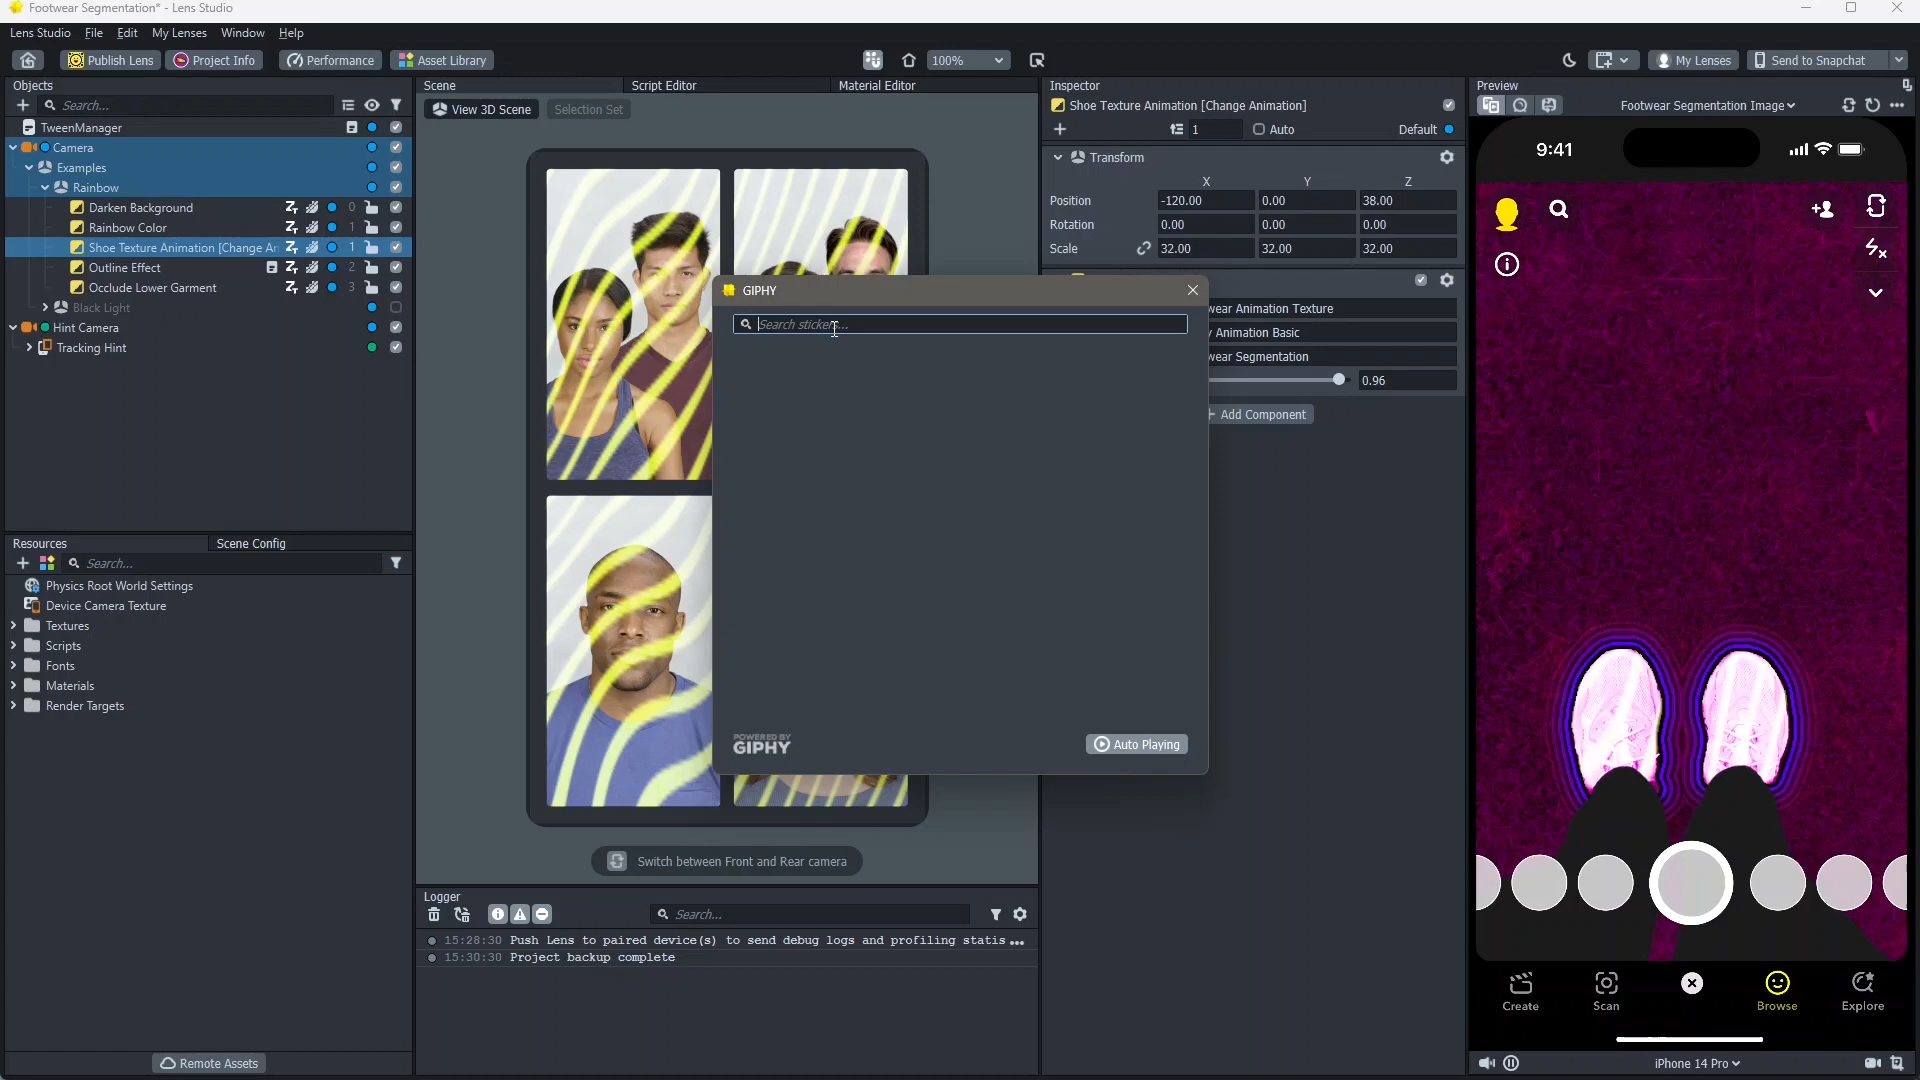 Footwear Segmentation* - Lens Studio
Lens Studio File Edit My Lenses Window Help
Publish Lens Project Info Performance Asset Library 100% My Lenses Send to Snapchat
Objects
Search...
TweenManager
Camera
Examples
Rainbow
Darken Background 0
Rainbow Color 1
Shoe Texture Animation [Change Ar 1
Outline Effect 2
Occlude Lower Garment 3
Black Light
Hint Camera
Tracking Hint
Resources Scene Config
Search...
Physics Root World Settings
Device Camera Texture
Textures
Scripts
Fonts
Materials
Render Targets
Remote Assets
Scene Script Editor Material Editor
View 3D Scene Selection Set
Switch between Front and Rear camera
GIPHY
Search stickers...
POWERED BY
GIPHY
Auto Playing
Logger
Search...
15:28:30 Push Lens to paired device(s) to send debug logs and profiling statis ...
15:30:30 Project backup complete
Inspector
Shoe Texture Animation [Change Animation]
1 Auto Default
Transform
X Y Z
Position -120.00 0.00 38.00
Rotation 0.00 0.00 0.00
Scale 32.00 32.00 32.00
wear Animation Texture
y Animation Basic
wear Segmentation
0.96
+ Add Component
Preview
Footwear Segmentation Image
9:41
Create Scan Browse Explore
iPhone 14 Pro